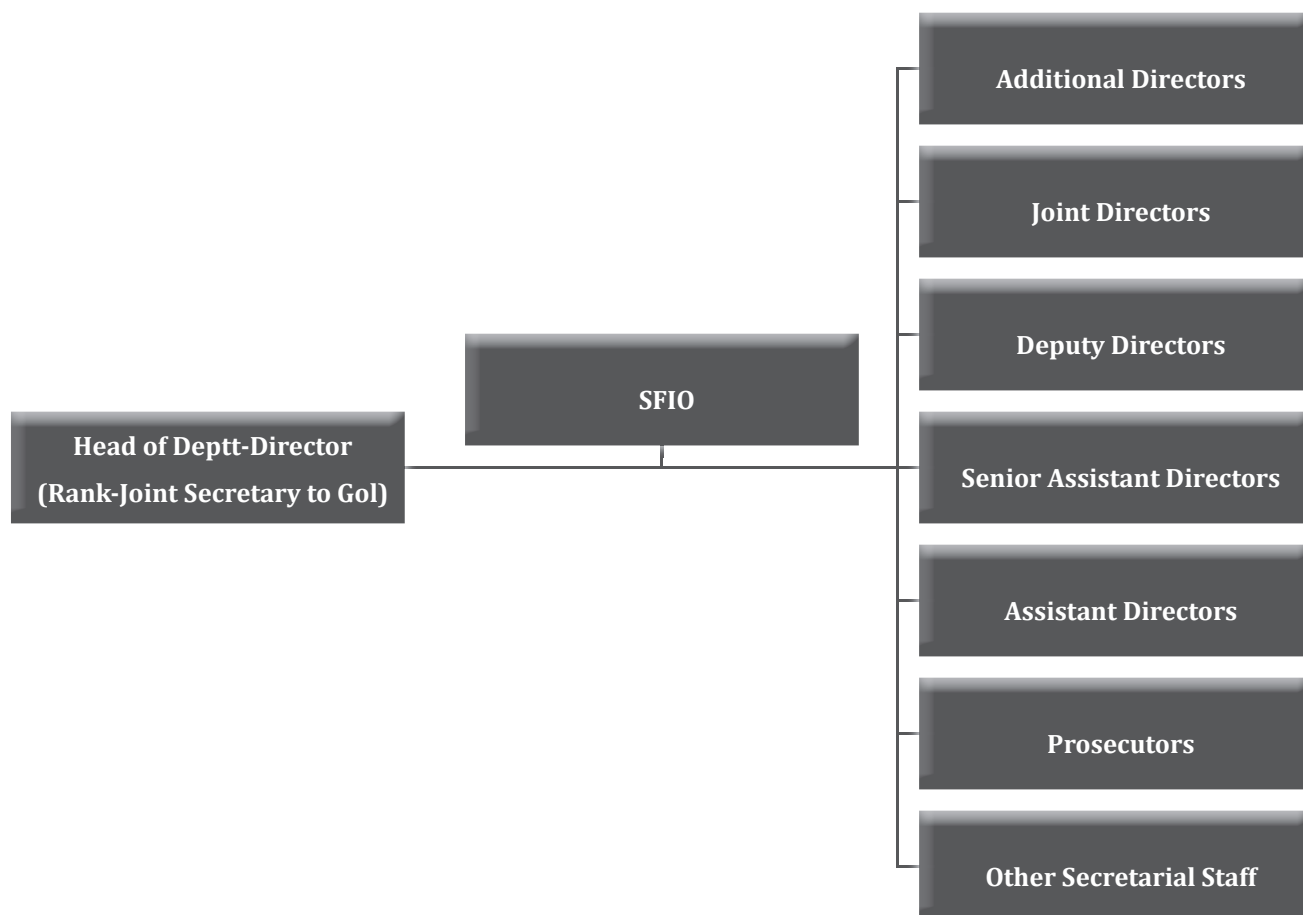 Head of Deptt-Director
(Rank-Joint Secretary to GoI)
SFIO
Additional Directors
Joint Directors
Deputy Directors
Senior Assistant Directors
Assistant Directors
Prosecutors
Other Secretarial Staff